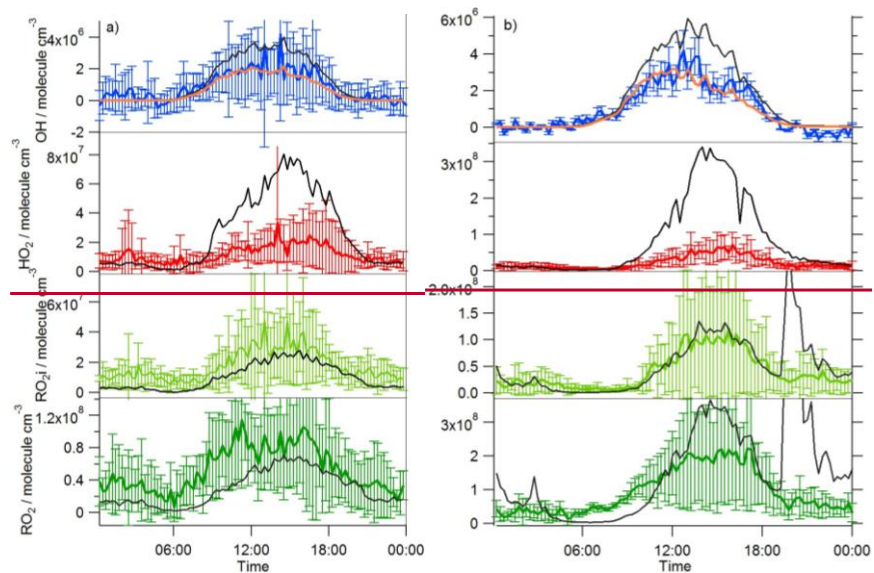 a)
OH / molecule cm⁻³
54x10⁶
2
0
-2
HO₂ / molecule cm⁻³
8x10⁷
6
4
2
0
RO₂i / molecule cm⁻³
6x10⁷
4
2
0
RO₂ / molecule cm⁻³
1.2x10⁸
0.8
0.4
0
06:00 12:00 18:00 00:00
Time
b)
6x10⁶
4
2
0
3x10⁸
2
1
0
2.0x10⁸
1.5
1.0
0.5
0.0
3x10⁸
2
1
0
06:00 12:00 18:00 00:00
Time